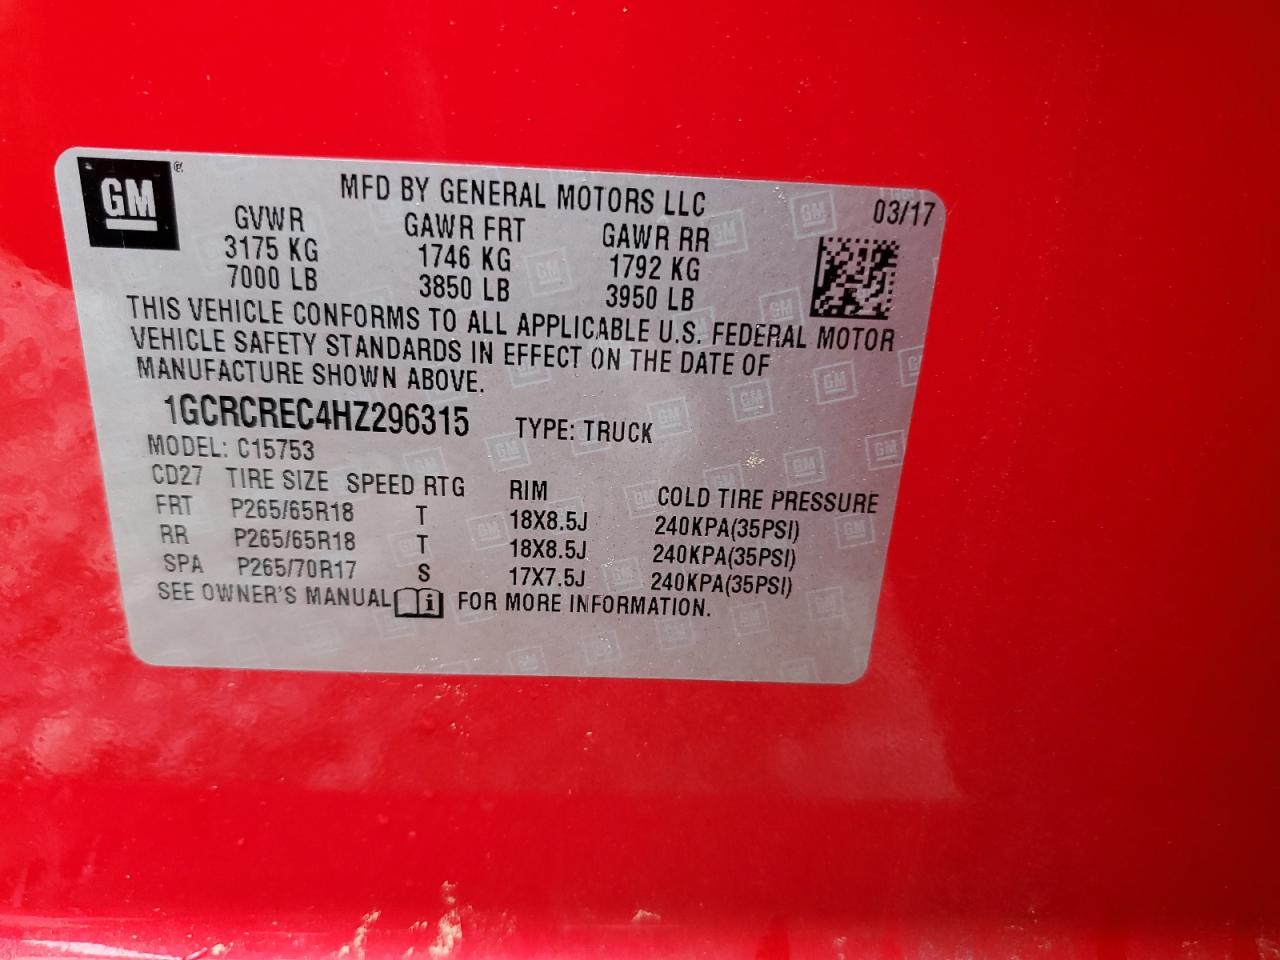 GM
MFD BY GENERAL MOTORS LLC 03/17
GVWR GAWR FRT GAWR RR
3175 KG 1746 KG 1792 KG
7000 LB 3850 LB 3950 LB
THIS VEHICLE CONFORMS TO ALL APPLICABLE U.S. FEDERAL MOTOR
VEHICLE SAFETY STANDARDS IN EFFECT ON THE DATE OF
MANUFACTURE SHOWN ABOVE.
1GCRCREC4HZ296315 TYPE: TRUCK
MODEL: C15753
CD27 TIRE SIZE SPEED RTG RIM COLD TIRE PRESSURE
FRT P265/65R18 T 18X8.5J 240KPA(35PSI)
RR P265/65R18 T 18X8.5J 240KPA(35PSI)
SPA P265/70R17 S 17X7.5J 240KPA(35PSI)
SEE OWNER'S MANUAL i FOR MORE INFORMATION.